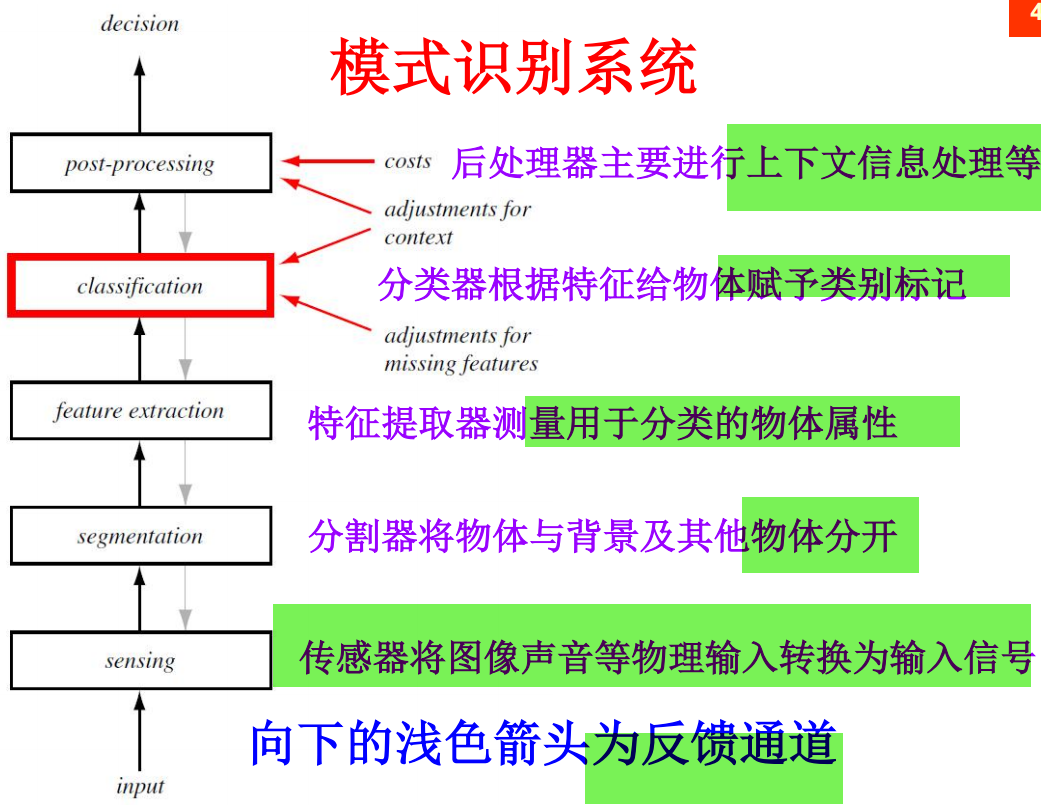 4
decision
模式识别系统
post-processing
costs
后处理器主要进行上下文信息处理等
adjustments for
context
classification
分类器根据特征给物体赋予类别标记
adjustments for
missing features
feature extraction
特征提取器测量用于分类的物体属性
segmentation
分割器将物体与背景及其他物体分开
sensing
传感器将图像声音等物理输入转换为输入信号
向下的浅色箭头为反馈通道
input